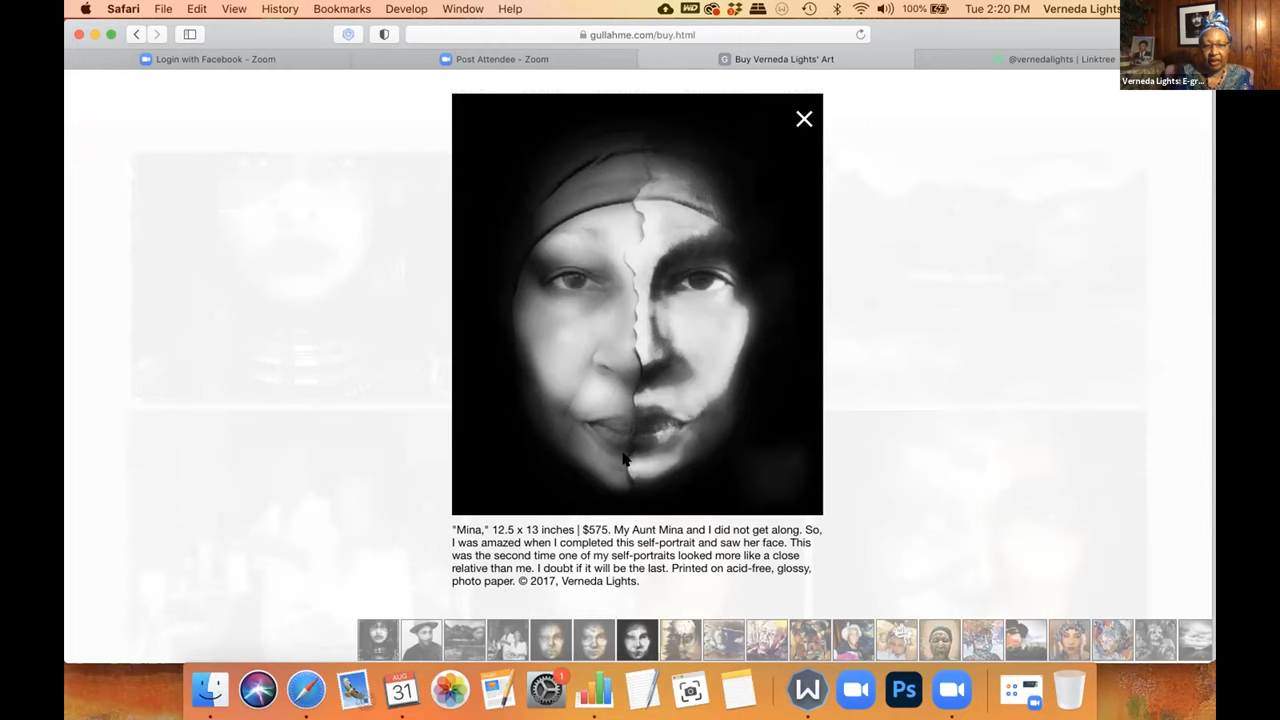 Safari File Edit View History Bookmarks Develop Window Help
100% Tue 2:20 PM Verneda Lights
gullahme.com/buy.html
Login with Facebook - Zoom
Post Attendee - Zoom
G Buy Verneda Lights' Art
@vernedalights | Linktree
Verneda Lights: E-gr...
"Mina," 12.5 x 13 inches | $575. My Aunt Mina and I did not get along. So,
I was amazed when I completed this self-portrait and saw her face. This
was the second time one of my self-portraits looked more like a close
relative than me. I doubt if it will be the last. Printed on acid-free, glossy,
photo paper. © 2017, Verneda Lights.
AUG
31
1
W
Ps